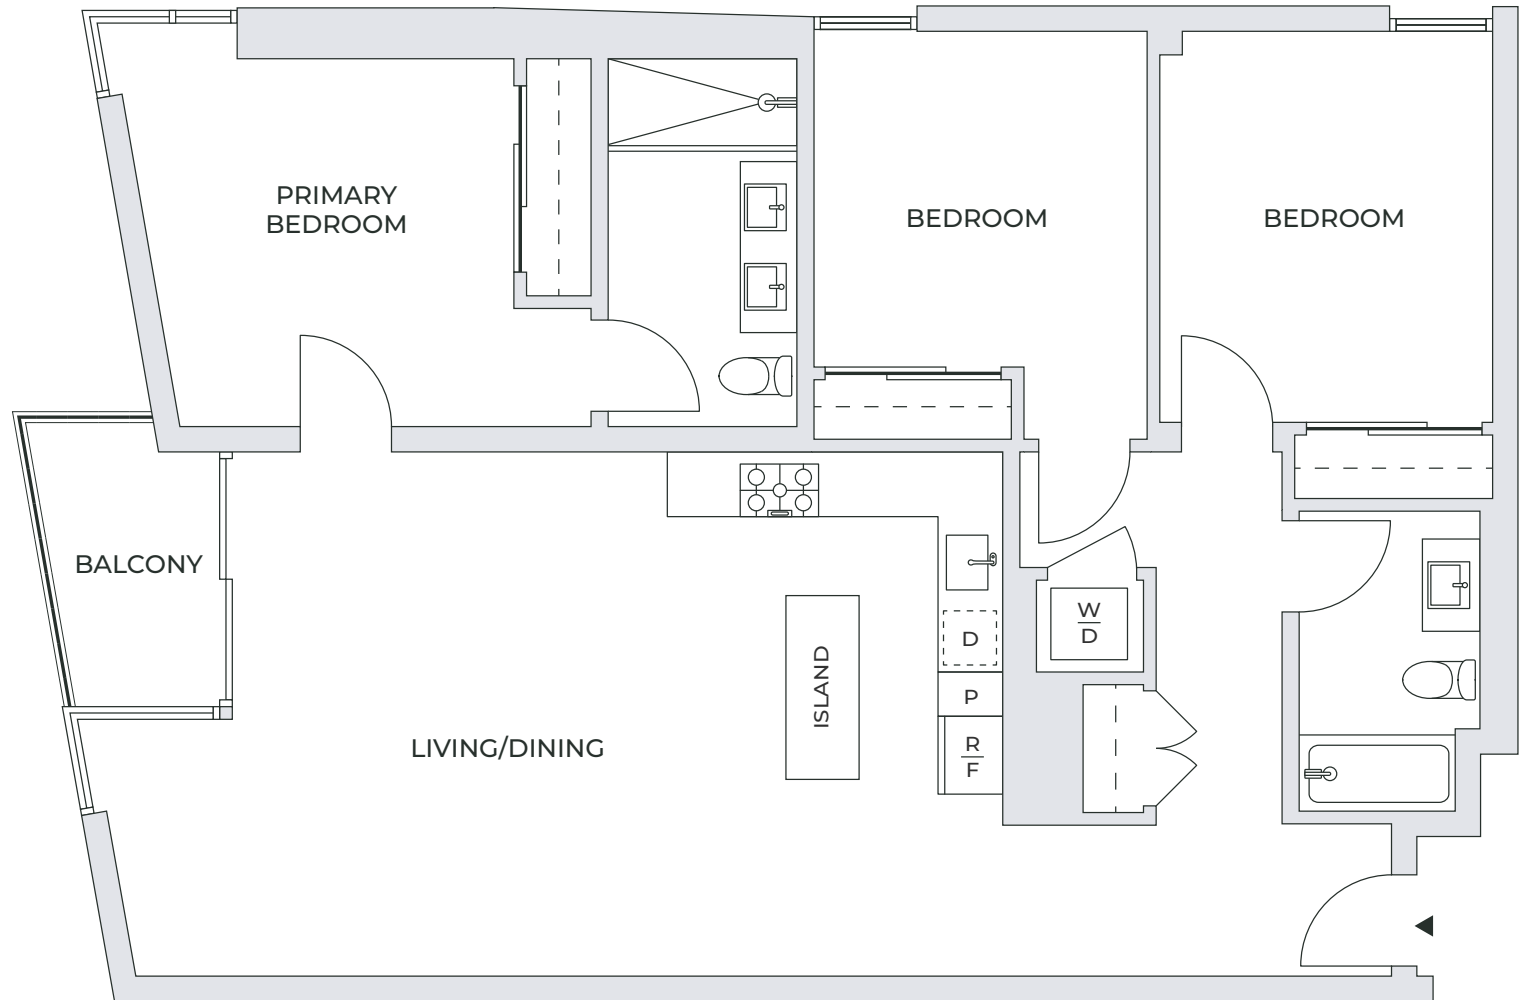 PRIMARY
BEDROOM
BEDROOM
BEDROOM
BALCONY
W
D
D
ISLAND
P
LIVING/DINING
R
F